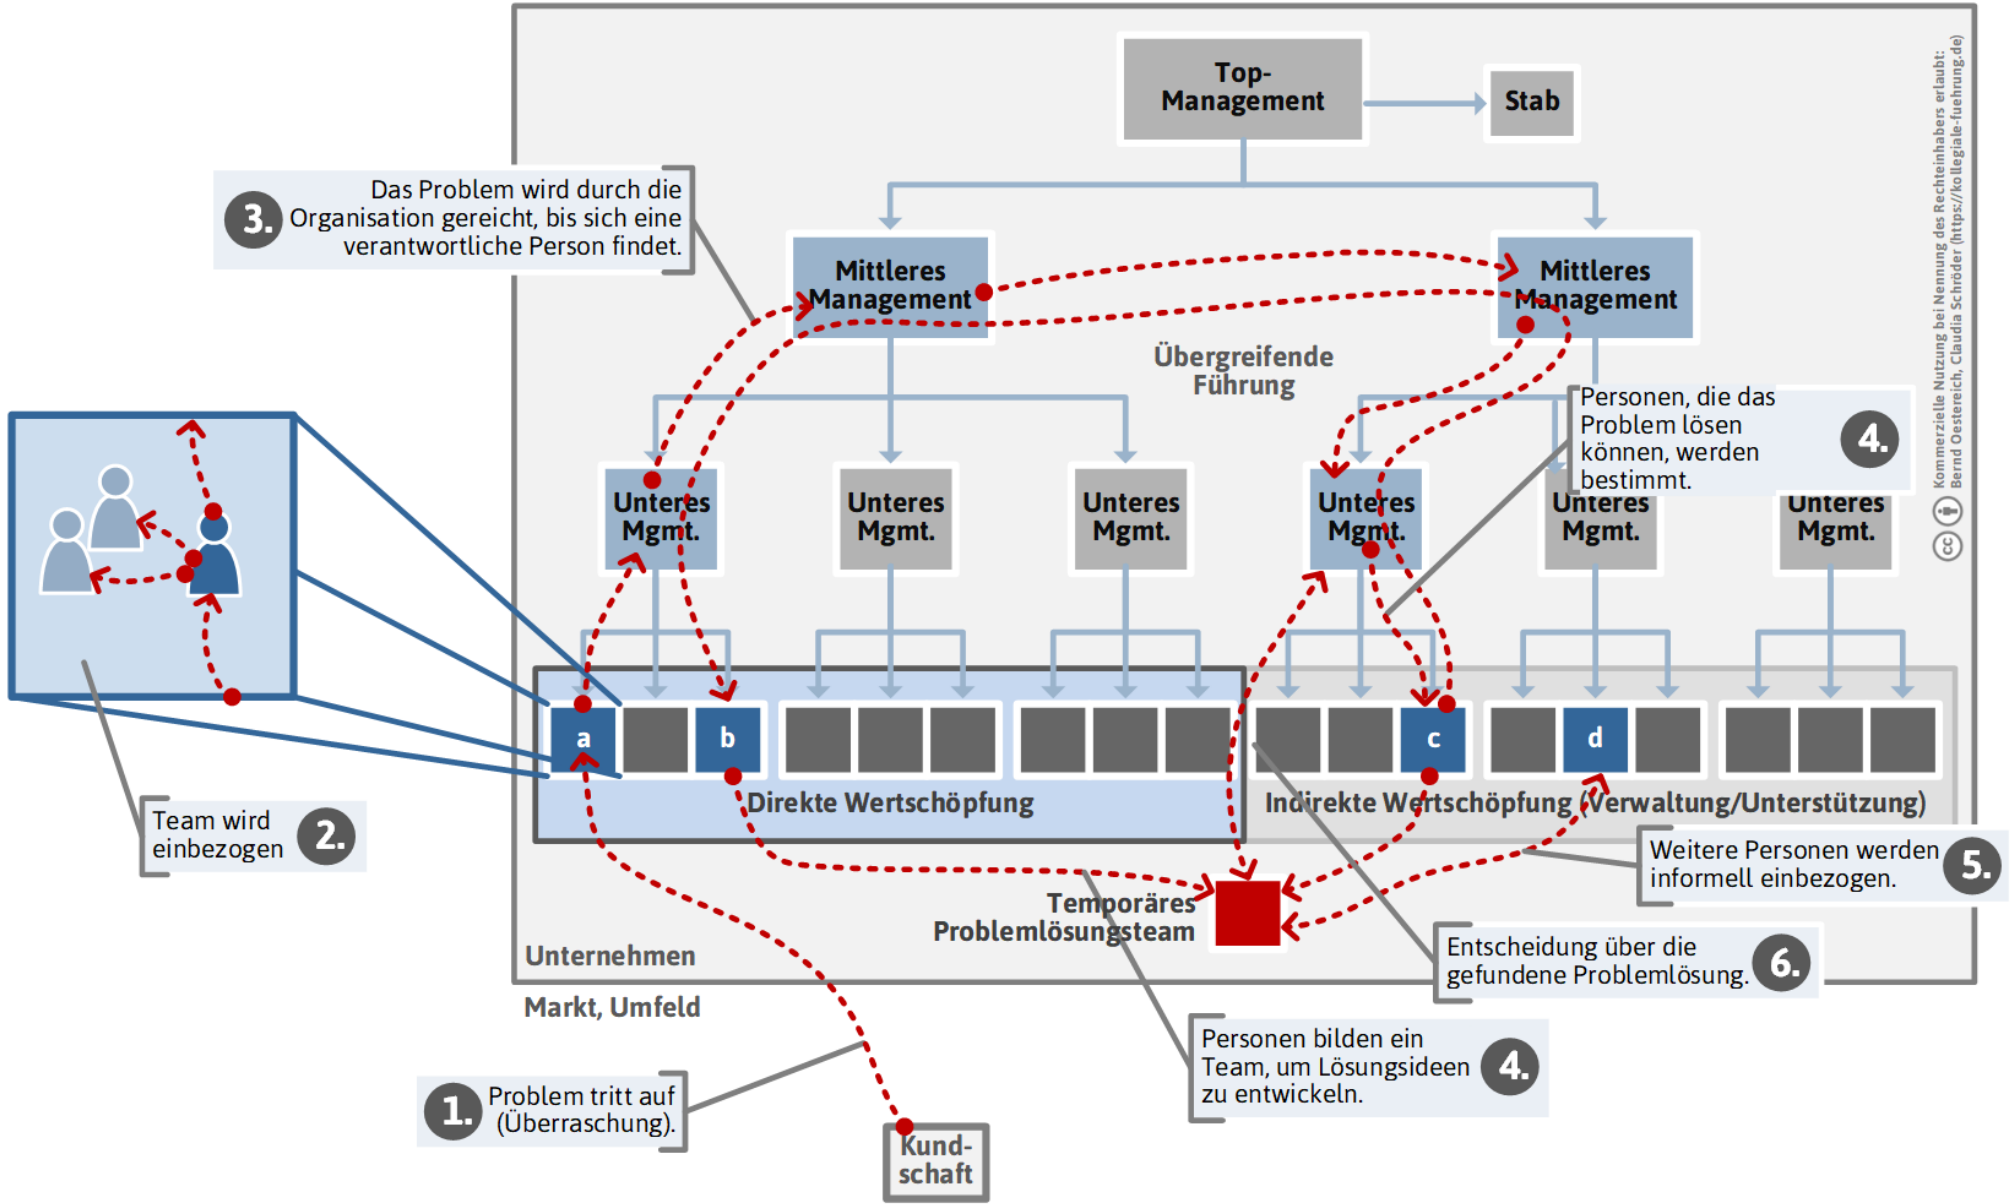 Top-
Management
Stab
3.
Das Problem wird durch die
Organisation gereicht, bis sich eine
verantwortliche Person findet.
Mittleres
Management
Mittleres
Management
Übergreifende
Führung
Personen, die das
Problem lösen
können, werden
bestimmt.
4.
Unteres
Mgmt.
Unteres
Mgmt.
Unteres
Mgmt.
Unteres
Mgmt.
Unteres
Mgmt.
Unteres
Mgmt.
a
b
c
d
Direkte Wertschöpfung
Indirekte Wertschöpfung (Verwaltung/Unterstützung)
Team wird
einbezogen
2.
Weitere Personen werden
informell einbezogen.
5.
Temporäres
Problemlösungsteam
Entscheidung über die
gefundene Problemlösung.
6.
Unternehmen
Markt, Umfeld
Personen bilden ein
Team, um Lösungsideen
zu entwickeln.
4.
1.
Problem tritt auf
(Überraschung).
Kund-
schaft
cc
Kommerzielle Nutzung bei Nennung des Rechteinhabers erlaubt:
Bernd Oestereich, Claudia Schröder (https://kollegiale-fuehrung.de)